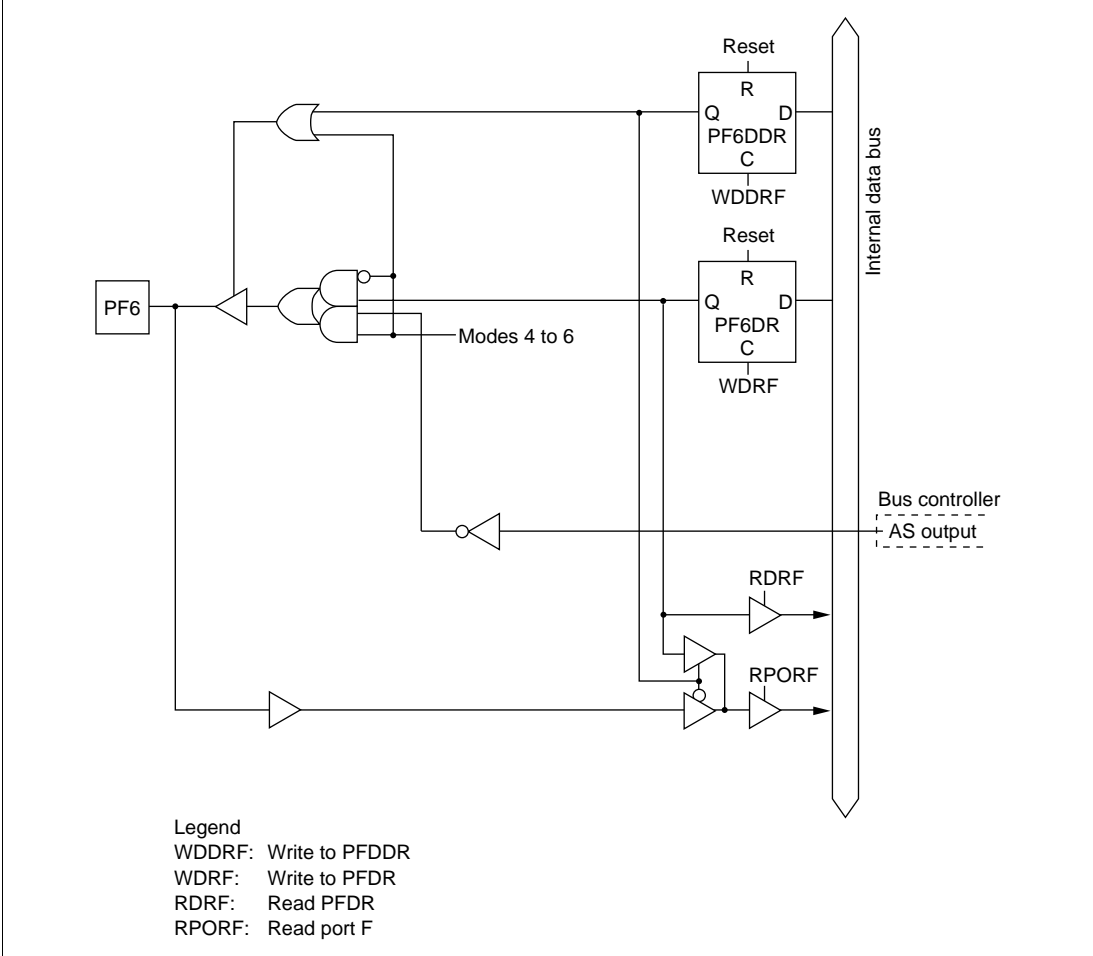 Reset
R
Q D
PF6DDR
C
WDDRF
Internal data bus
Reset
R
Q D
PF6DR
C
WDRF
PF6
Modes 4 to 6
Bus controller
AS output
RDRF
RPORF
Legend
WDDRF: Write to PFDDR
WDRF: Write to PFDR
RDRF: Read PFDR
RPORF: Read port F